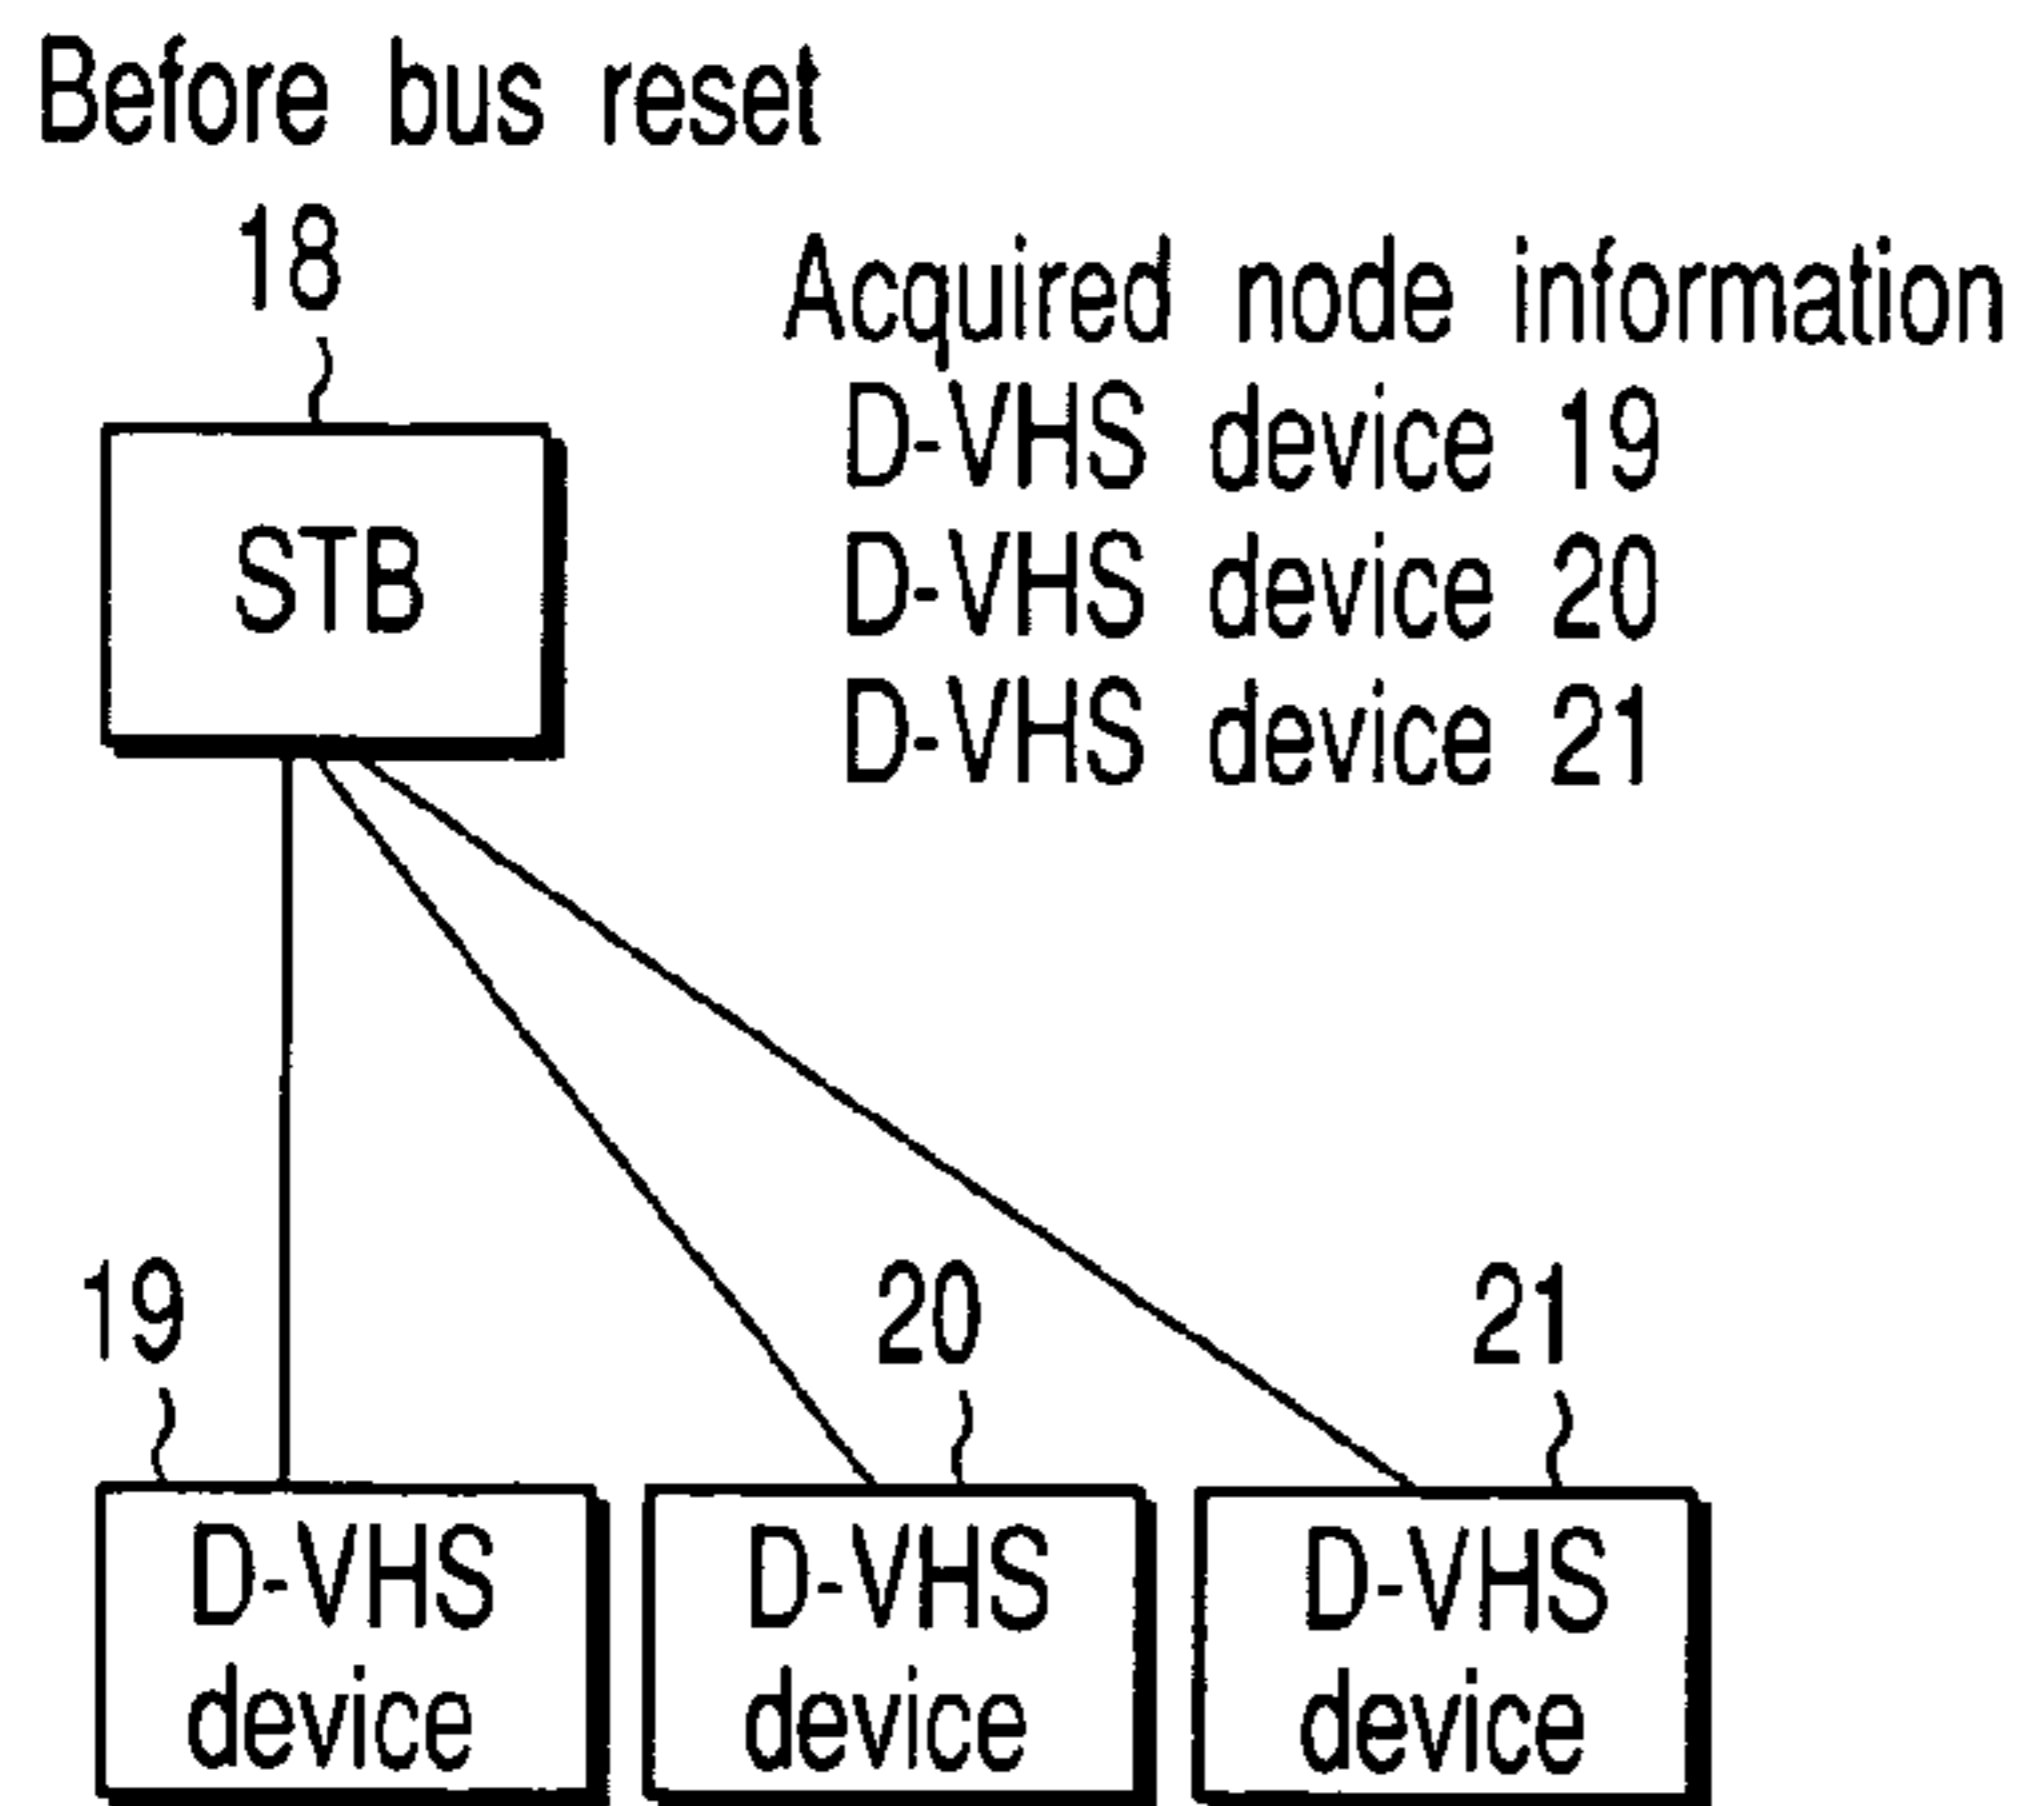 Before bus reset
18
Acquired node information
D-VHS device 19
D-VHS device 20
D-VHS device 21
STB
19
20
21
D-VHS
device
D-VHS
device
D-VHS
device